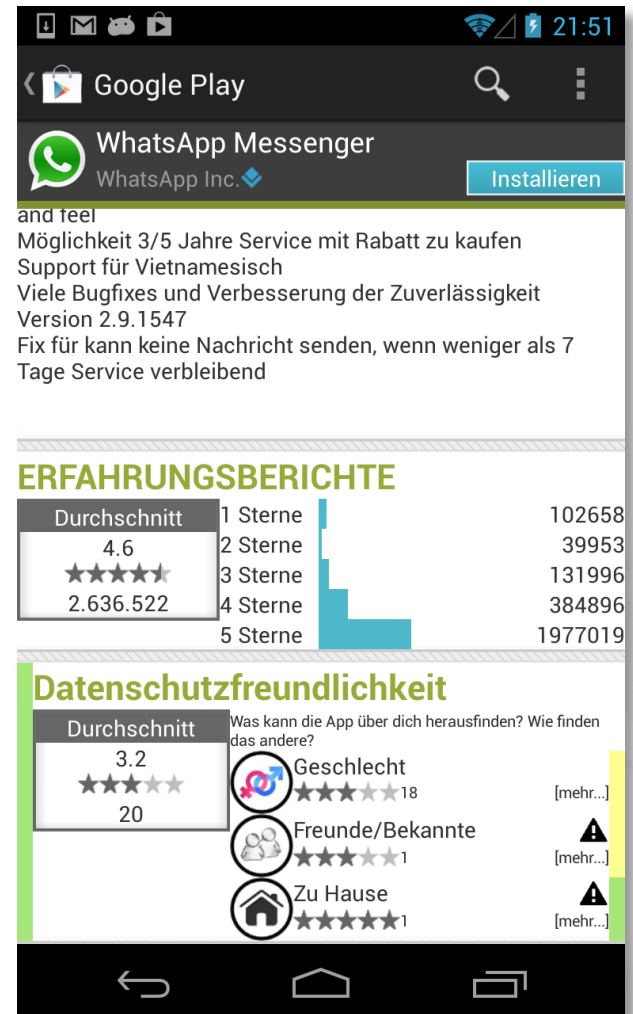 21:51
Google Play
WhatsApp Messenger
WhatsApp Inc.
Installieren
and feel
Möglichkeit 3/5 Jahre Service mit Rabatt zu kaufen
Support für Vietnamesisch
Viele Bugfixes und Verbesserung der Zuverlässigkeit
Version 2.9.1547
Fix für kann keine Nachricht senden, wenn weniger als 7
Tage Service verbleibend
ERFAHRUNGSBERICHTE
Durchschnitt
4.6
2.636.522
1 Sterne 102658
2 Sterne 39953
3 Sterne 131996
4 Sterne 384896
5 Sterne 1977019
Datenschutzfreundlichkeit
Durchschnitt
3.2
20
Was kann die App über dich herausfinden? Wie finden
das andere?
Geschlecht
18 [mehr...]
Freunde/Bekannte
1 [mehr...]
Zu Hause
1 [mehr...]